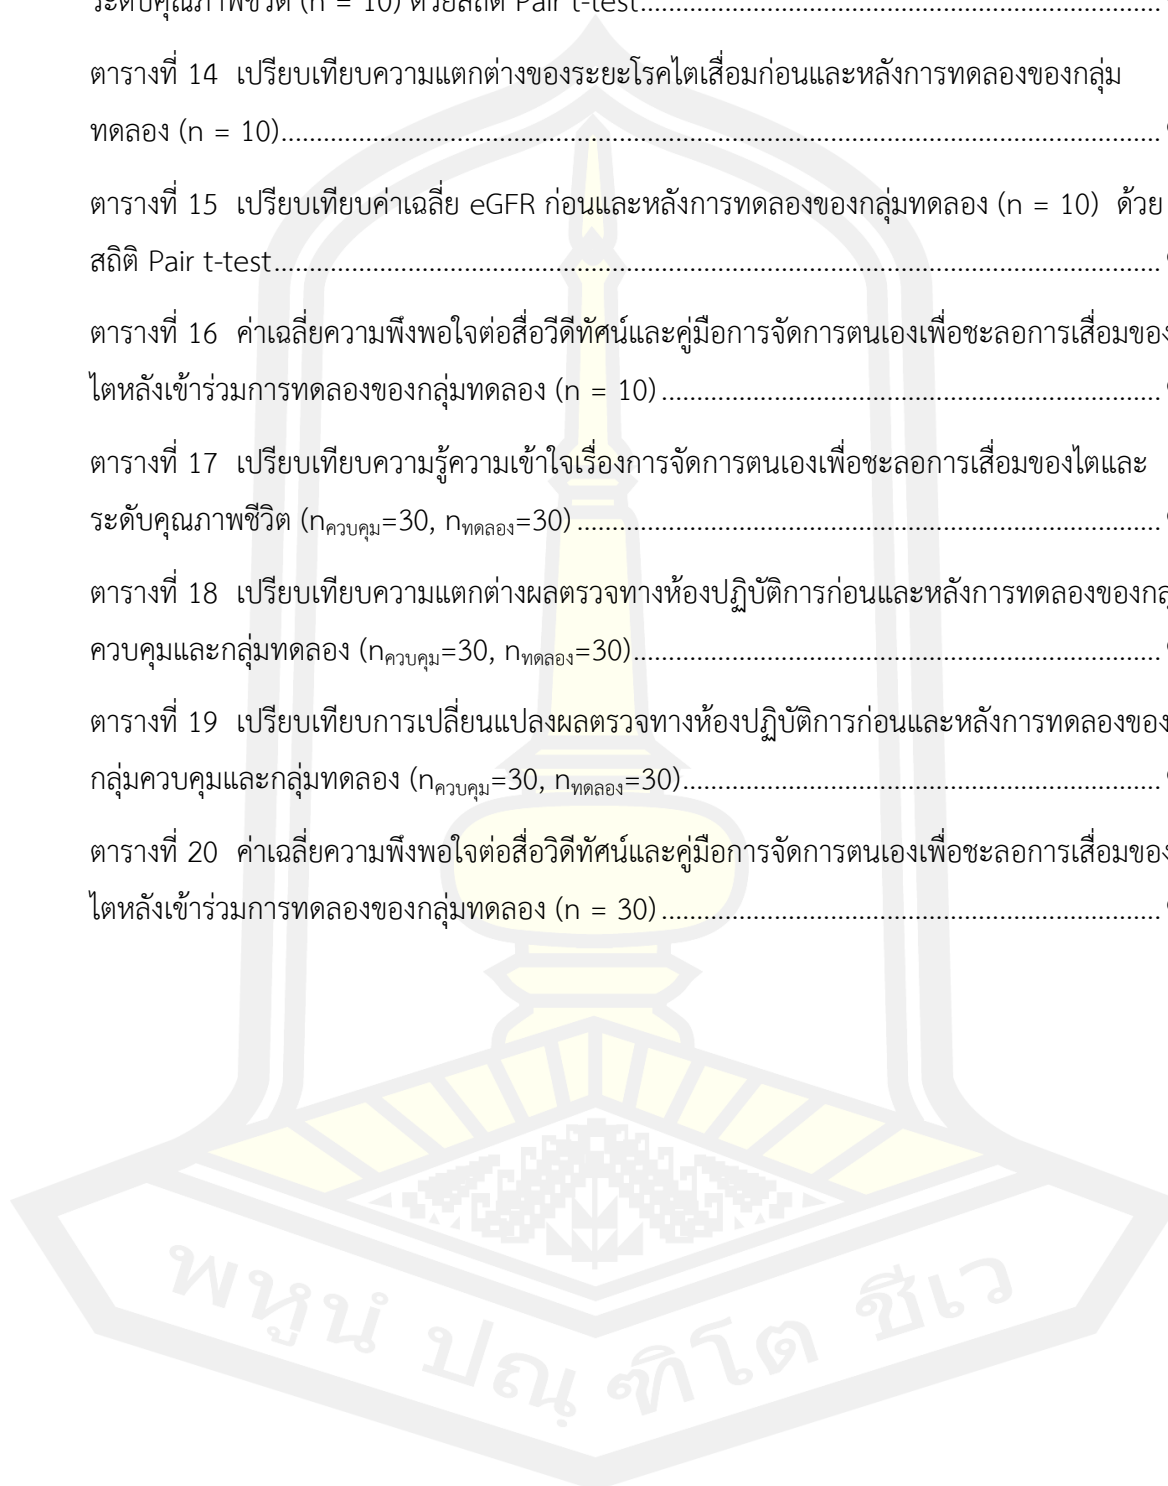 ระดับคุณภาพชีวิต (n = 10) ด้วยสถิติ Pair t-test........................................................................
ตารางที่ 14  เปรียบเทียบความแตกต่างของระยะโรคไตเสื่อมก่อนและหลังการทดลองของกลุ่ม
ทดลอง (n = 10)........................................................................
ตารางที่ 15  เปรียบเทียบค่าเฉลี่ย eGFR ก่อนและหลังการทดลองของกลุ่มทดลอง (n = 10)  ด้วย
สถิติ Pair t-test........................................................................
ตารางที่ 16  ค่าเฉลี่ยความพึงพอใจต่อสื่อวีดีทัศน์และคู่มือการจัดการตนเองเพื่อชะลอการเสื่อมของ
ไตหลังเข้าร่วมการทดลองของกลุ่มทดลอง (n = 10)........................................................................
ตารางที่ 17  เปรียบเทียบความรู้ความเข้าใจเรื่องการจัดการตนเองเพื่อชะลอการเสื่อมของไตและ
ระดับคุณภาพชีวิต (nควบคุม=30, nทดลอง=30)........................................................................
ตารางที่ 18  เปรียบเทียบความแตกต่างผลตรวจทางห้องปฏิบัติการก่อนและหลังการทดลองของ
ควบคุมและกลุ่มทดลอง (nควบคุม=30, nทดลอง=30)........................................................................
ตารางที่ 19  เปรียบเทียบการเปลี่ยนแปลงผลตรวจทางห้องปฏิบัติการก่อนและหลังการทดลองของ
กลุ่มควบคุมและกลุ่มทดลอง (nควบคุม=30, nทดลอง=30)........................................................................
ตารางที่ 20  ค่าเฉลี่ยความพึงพอใจต่อสื่อวิดีทัศน์และคู่มือการจัดการตนเองเพื่อชะลอการเสื่อมของ
ไตหลังเข้าร่วมการทดลองของกลุ่มทดลอง (n = 30)........................................................................
พหูนํ ปณฺฑิโต ชีเว